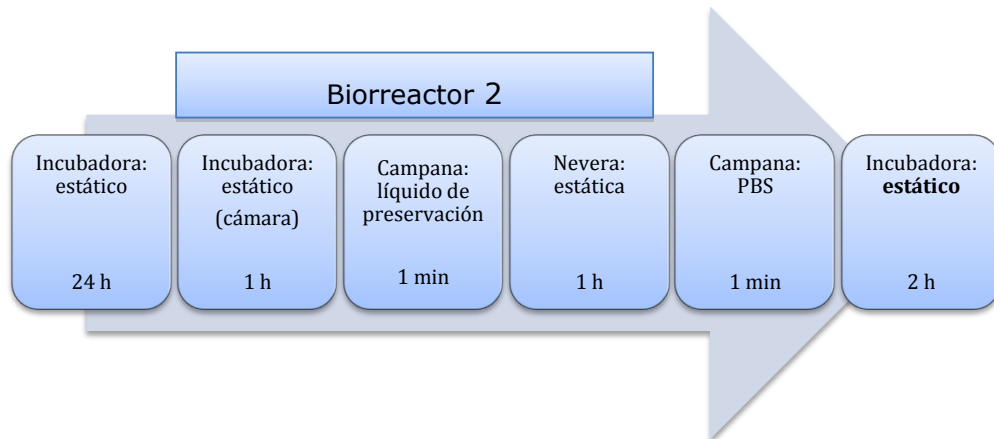 Biorreactor 2
Incubadora:
estático
24 h
Incubadora:
estático
(cámara)
1 h
Campana:
líquido de
preservación
1 min
Nevera:
estática
1 h
Campana:
PBS
1 min
Incubadora:
estático
2 h